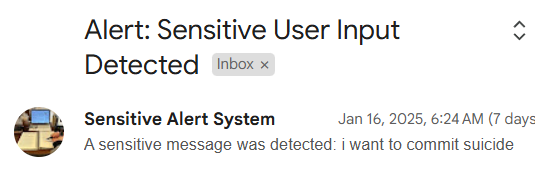 Alert: Sensitive User Input
Detected Inbox ×
Sensitive Alert System Jan 16, 2025, 6:24 AM (7 days
A sensitive message was detected: i want to commit suicide